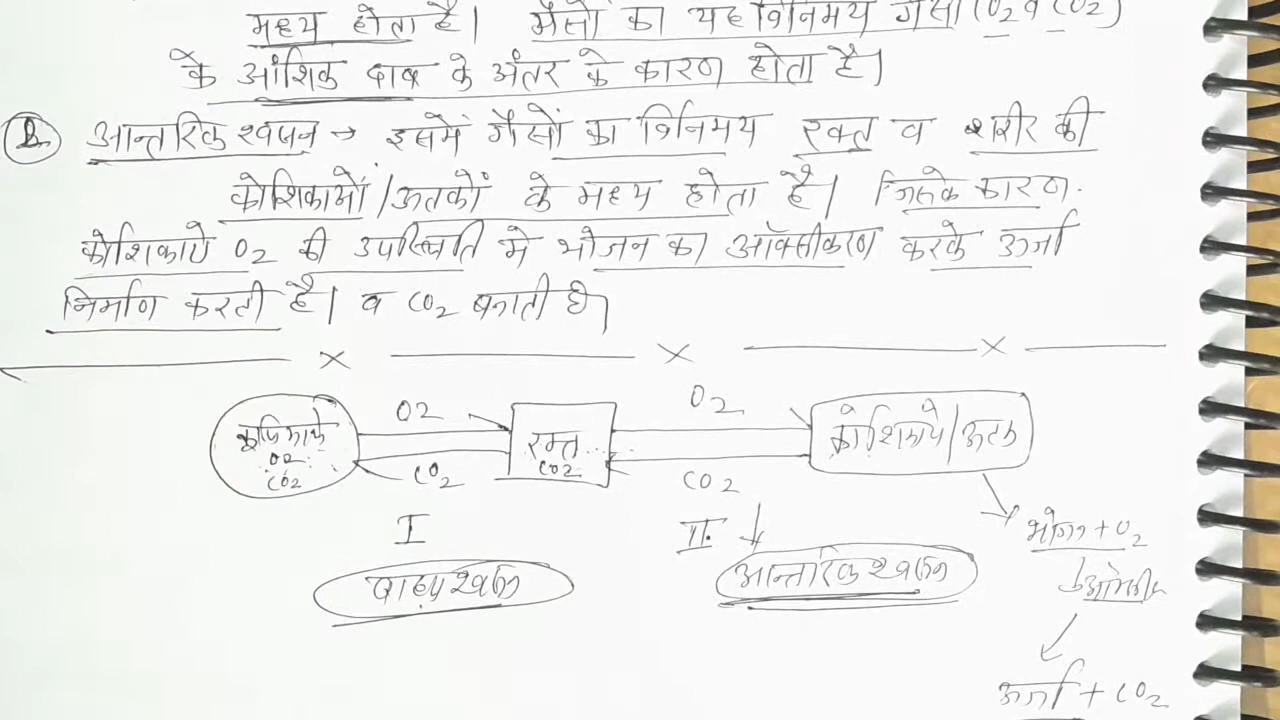 मध्य होता है। गैसों का यह विनिमय गैसों (O2 व CO2)
के आंशिक दाब के अंतर के कारण होता है।
B. आन्तरिक श्वसन → इसमें गैसों का विनिमय रक्त व शरीर की
कोशिकाओं/ऊतकों के मध्य होता है। जिसके कारण.
कोशिकाऐ O2 की उपस्थिति मे भोजन का ऑक्सीकरण करके ऊर्जा
निर्माण करती है। व CO2 बनाती है।
O2
O2
कोशिकाये/ऊतक
रक्त
O2
CO2
CO2
CO2
CO2
I
II.
भोजन + O2
बाह्य श्वसन
आन्तरिक श्वसन
ऊर्जा + CO2